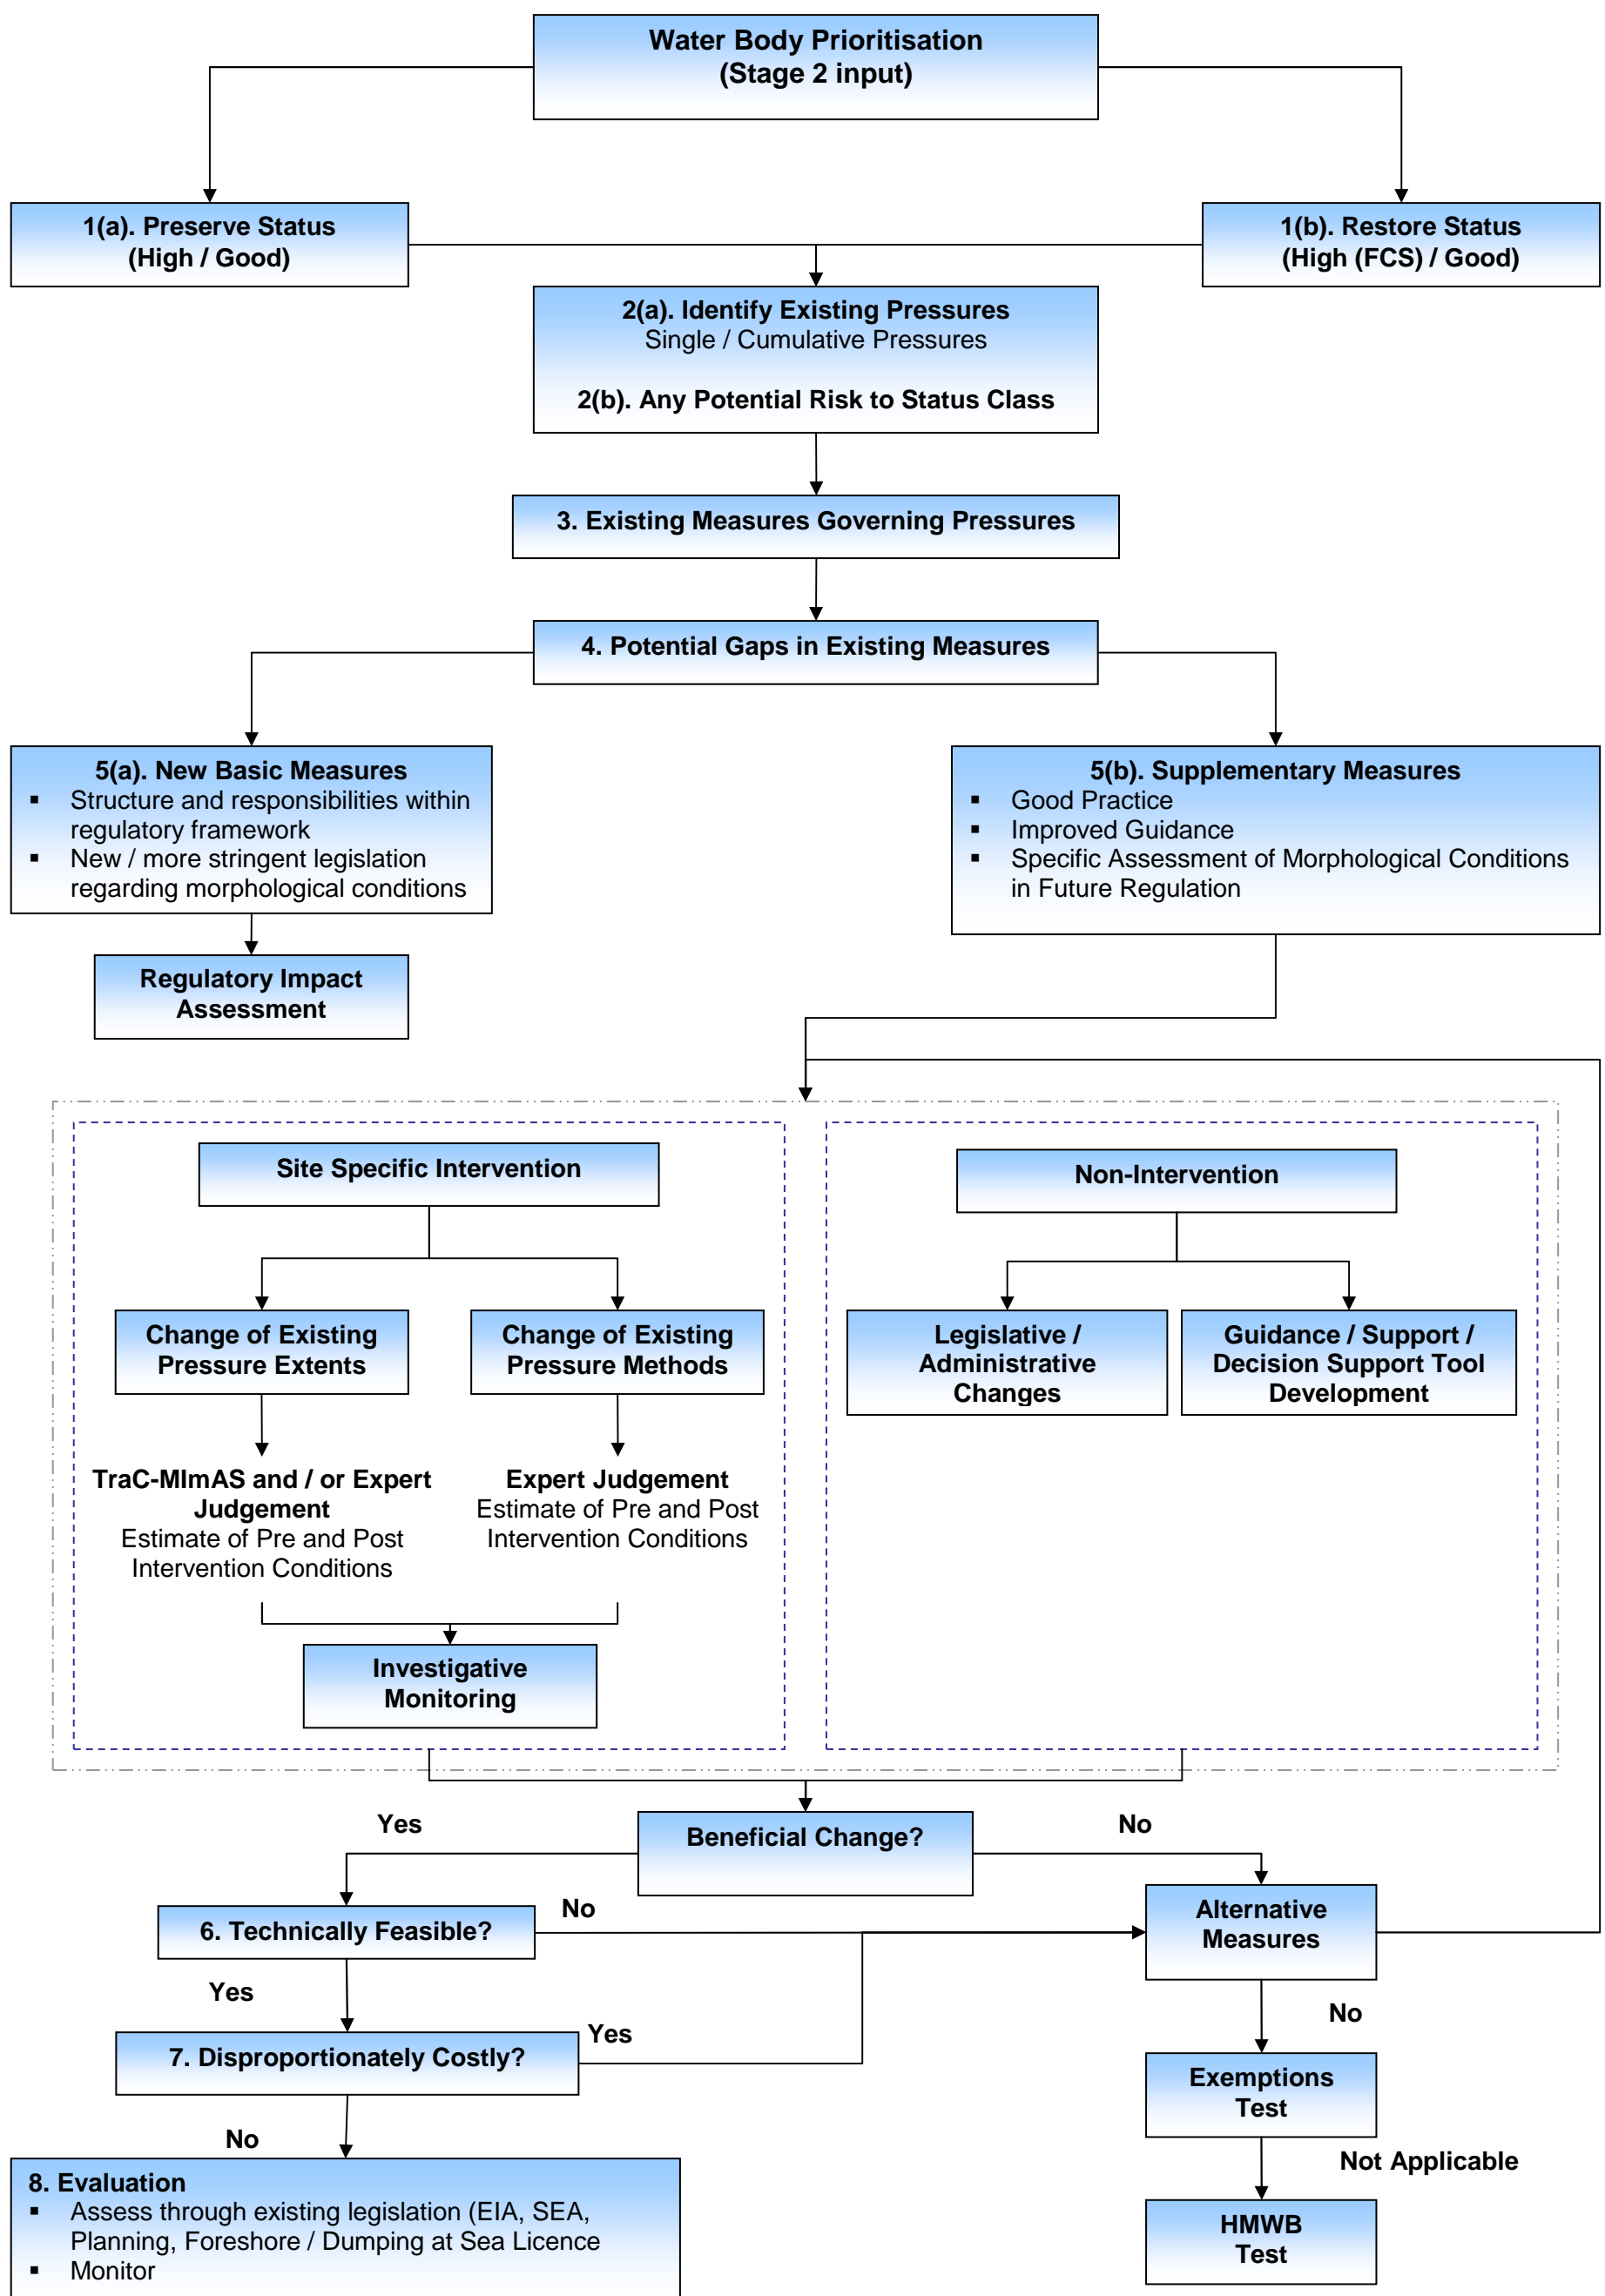 Water Body Prioritisation
(Stage 2 input)
1(a). Preserve Status
(High / Good)
1(b). Restore Status
(High (FCS) / Good)
2(a). Identify Existing Pressures
Single / Cumulative Pressures
2(b). Any Potential Risk to Status Class
3. Existing Measures Governing Pressures
4. Potential Gaps in Existing Measures
5(a). New Basic Measures
▪ Structure and responsibilities within
regulatory framework
▪ New / more stringent legislation
regarding morphological conditions
5(b). Supplementary Measures
▪ Good Practice
▪ Improved Guidance
▪ Specific Assessment of Morphological Conditions
in Future Regulation
Regulatory Impact
Assessment
Site Specific Intervention
Non-Intervention
Change of Existing
Pressure Extents
Change of Existing
Pressure Methods
Legislative /
Administrative
Changes
Guidance / Support /
Decision Support Tool
Development
TraC-MImAS and / or Expert
Judgement
Estimate of Pre and Post
Intervention Conditions
Expert Judgement
Estimate of Pre and Post
Intervention Conditions
Investigative
Monitoring
Yes
Beneficial Change?
No
6. Technically Feasible?
No
Alternative
Measures
Yes
No
7. Disproportionately Costly?
Yes
Exemptions
Test
No
Not Applicable
8. Evaluation
▪ Assess through existing legislation (EIA, SEA,
Planning, Foreshore / Dumping at Sea Licence
▪ Monitor
HMWB
Test